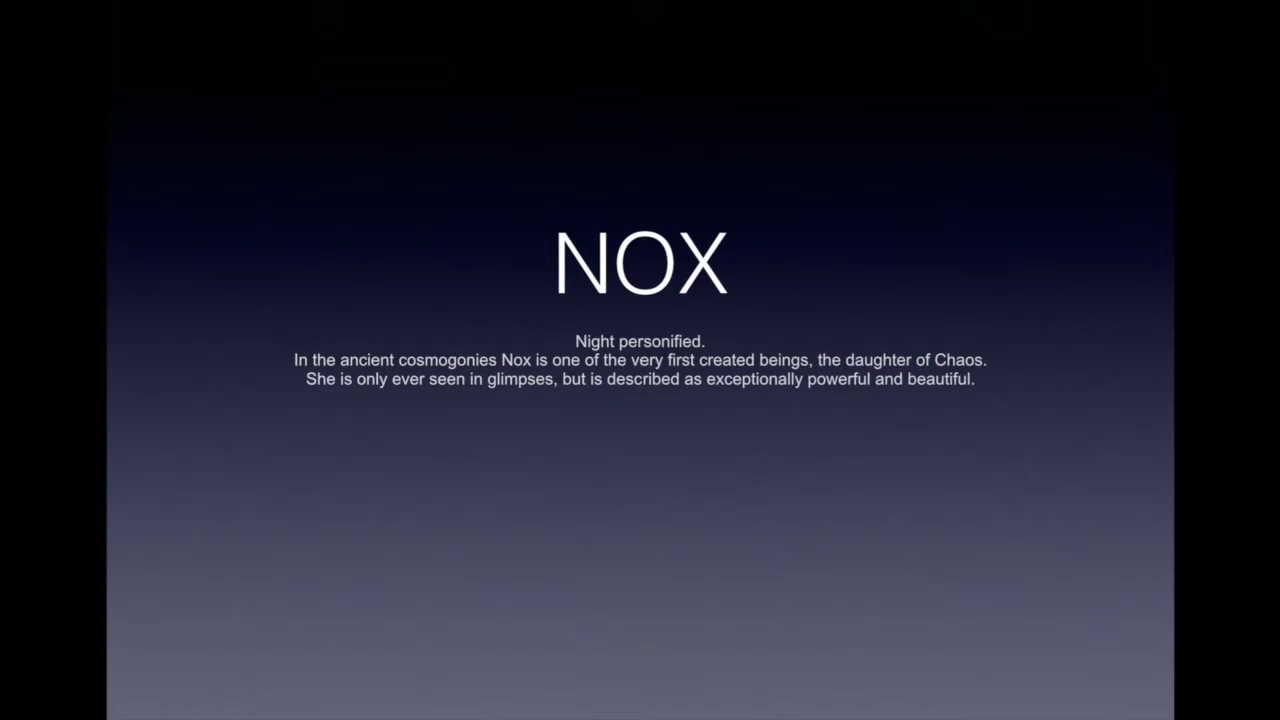 NOX
Night personified.
In the ancient cosmogonies Nox is one of the very first created beings, the daughter of Chaos.
She is only ever seen in glimpses, but is described as exceptionally powerful and beautiful.